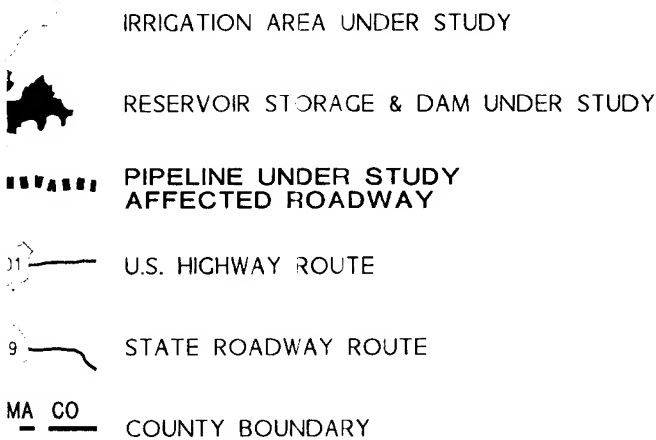 IRRIGATION AREA UNDER STUDY
RESERVOIR STORAGE & DAM UNDER STUDY
PIPELINE UNDER STUDY
AFFECTED ROADWAY
01 U.S. HIGHWAY ROUTE
9 STATE ROADWAY ROUTE
MA CO COUNTY BOUNDARY